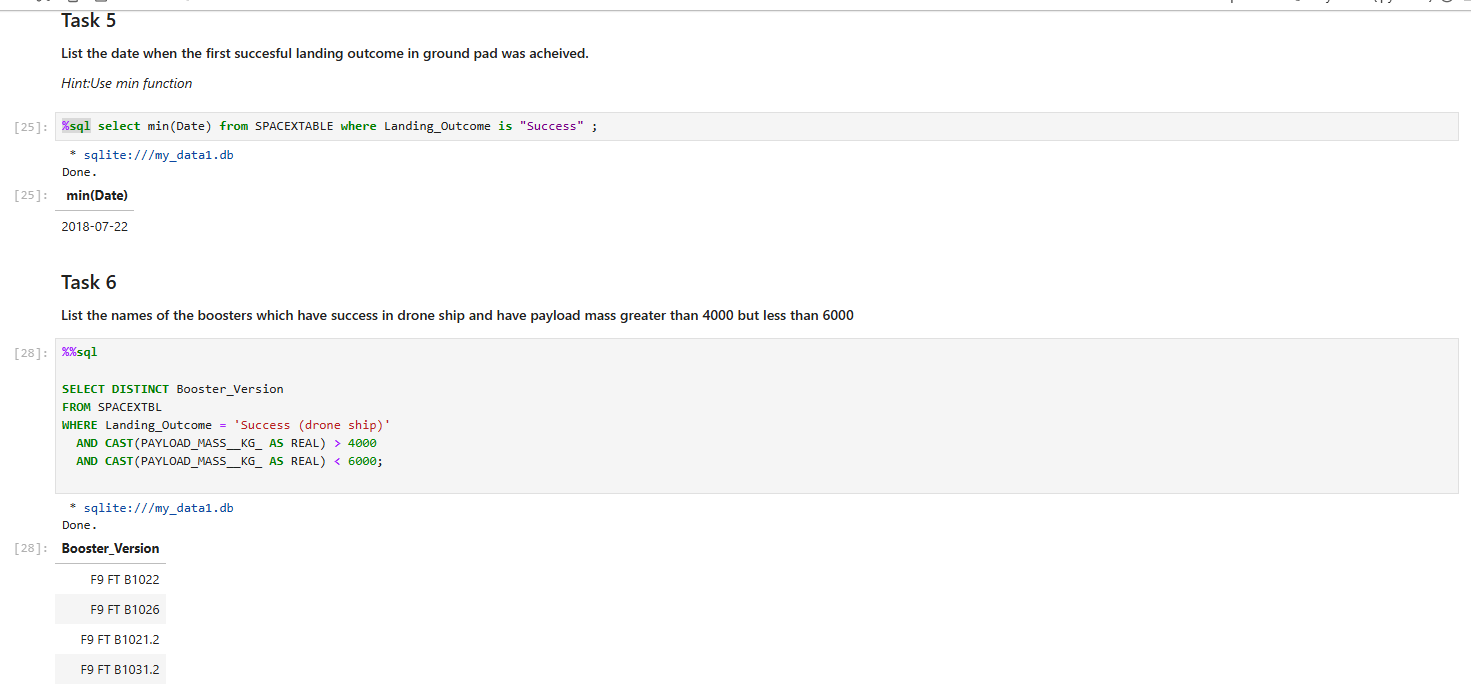 Task 5
List the date when the first succesful landing outcome in ground pad was acheived.
Hint:Use min function
[25]: %sql select min(Date) from SPACEXTABLE where Landing_Outcome is "Success" ;
* sqlite:///my_data1.db
Done.
[25]: min(Date)
2018-07-22
Task 6
List the names of the boosters which have success in drone ship and have payload mass greater than 4000 but less than 6000
[28]: %%sql
SELECT DISTINCT Booster_Version
FROM SPACEXTBL
WHERE Landing_Outcome = 'Success (drone ship)'
AND CAST(PAYLOAD_MASS__KG_ AS REAL) > 4000
AND CAST(PAYLOAD_MASS__KG_ AS REAL) < 6000;
* sqlite:///my_data1.db
Done.
[28]: Booster_Version
F9 FT B1022
F9 FT B1026
F9 FT B1021.2
F9 FT B1031.2